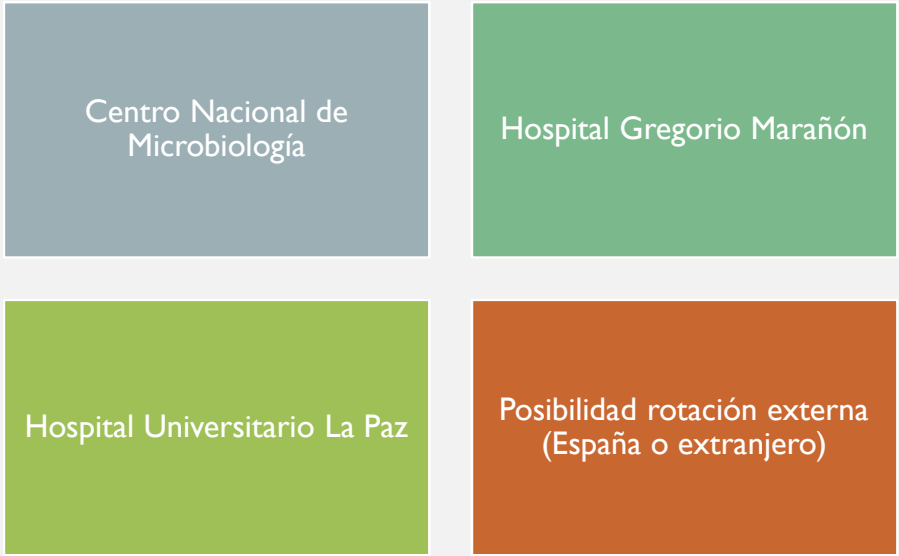 Centro Nacional de
Microbiología
Hospital Gregorio Marañón
Hospital Universitario La Paz
Posibilidad rotación externa
(España o extranjero)